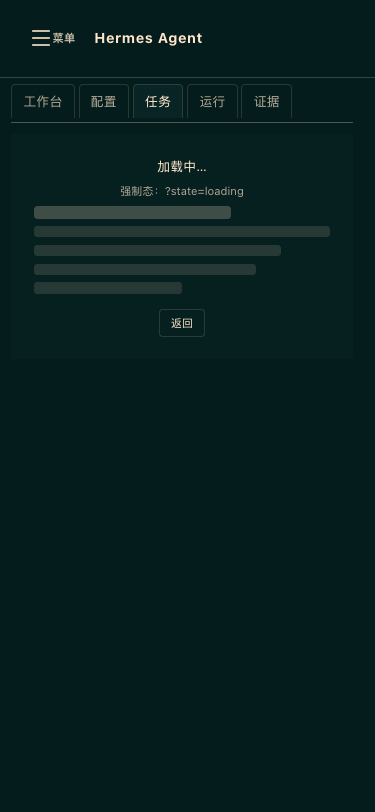 菜单 Hermes Agent
工作台 配置 任务 运行 证据
加载中...
强制态：?state=loading
返回